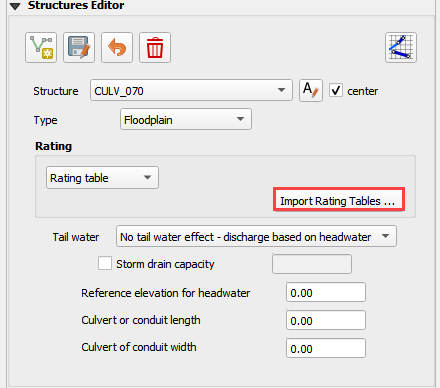 Structures Editor
Structure CULV_070 center
Type Floodplain
Rating
Rating table
Import Rating Tables ...
Tail water No tail water effect - discharge based on headwater
Storm drain capacity
Reference elevation for headwater 0.00
Culvert or conduit length 0.00
Culvert of conduit width 0.00